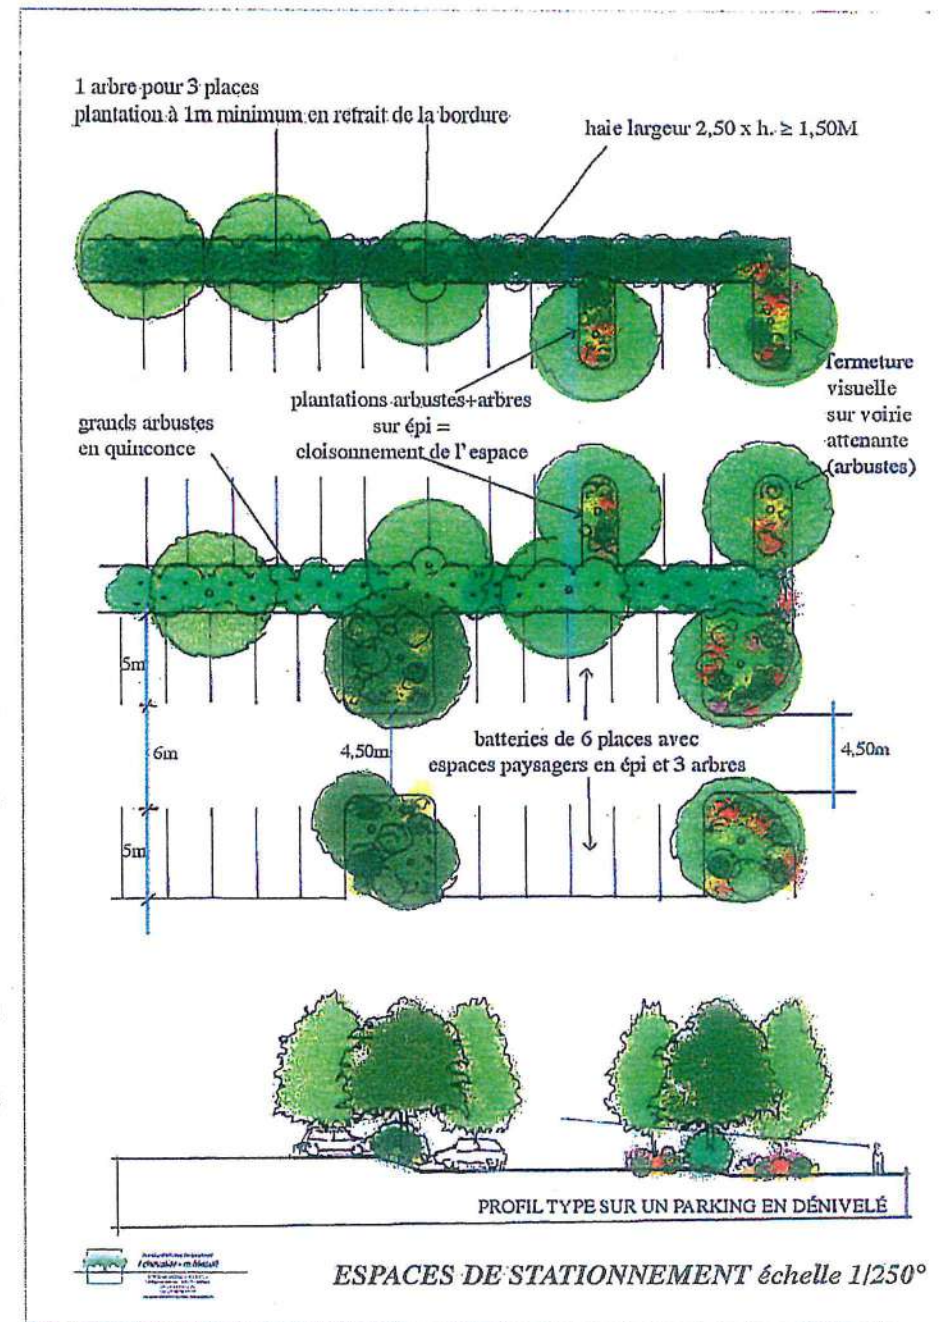 1 arbre pour 3 places
plantation à 1m minimum en retrait de la bordure
haie largeur 2,50 x h. ≥ 1,50M
fermeture
visuelle
sur voirie
attenante
(arbustes)
plantations arbustes+arbres
sur épi =
cloisonnement de l'espace
grands arbustes
en quinconce
5m
6m
4,50m
batteries de 6 places avec
espaces paysagers en épi et 3 arbres
4,50m
5m
PROFIL TYPE SUR UN PARKING EN DÉNIVELÉ
ESPACES DE STATIONNEMENT échelle 1/250°